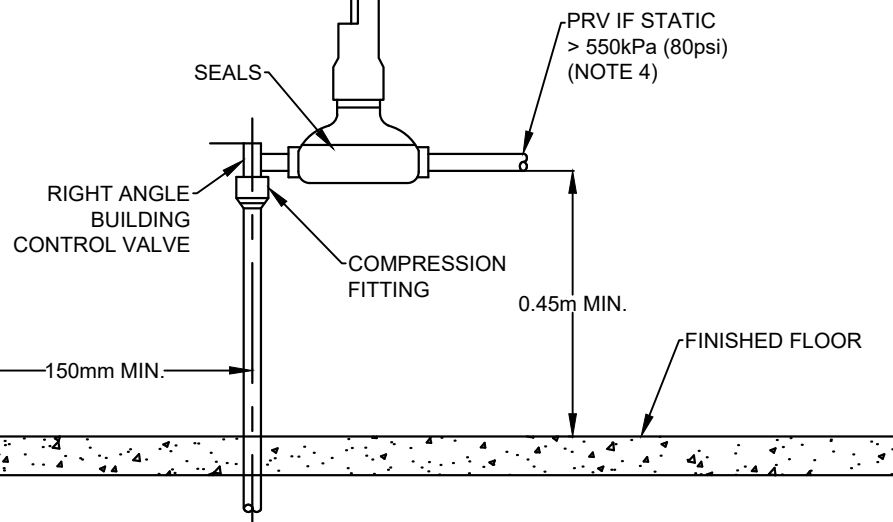 PRV IF STATIC
> 550kPa (80psi)
(NOTE 4)
SEALS
RIGHT ANGLE
BUILDING
CONTROL VALVE
COMPRESSION
FITTING
0.45m MIN.
FINISHED FLOOR
150mm MIN.